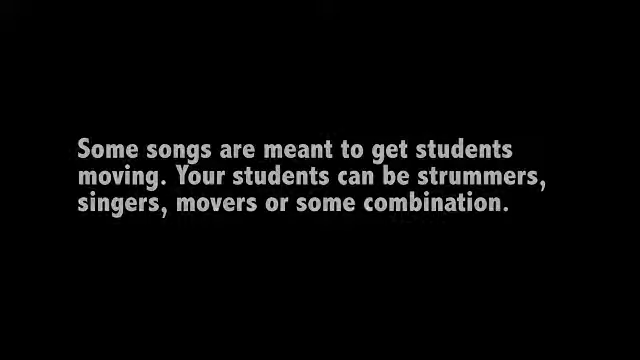 Some songs are meant to get students
moving. Your students can be strummers,
singers, movers or some combination.